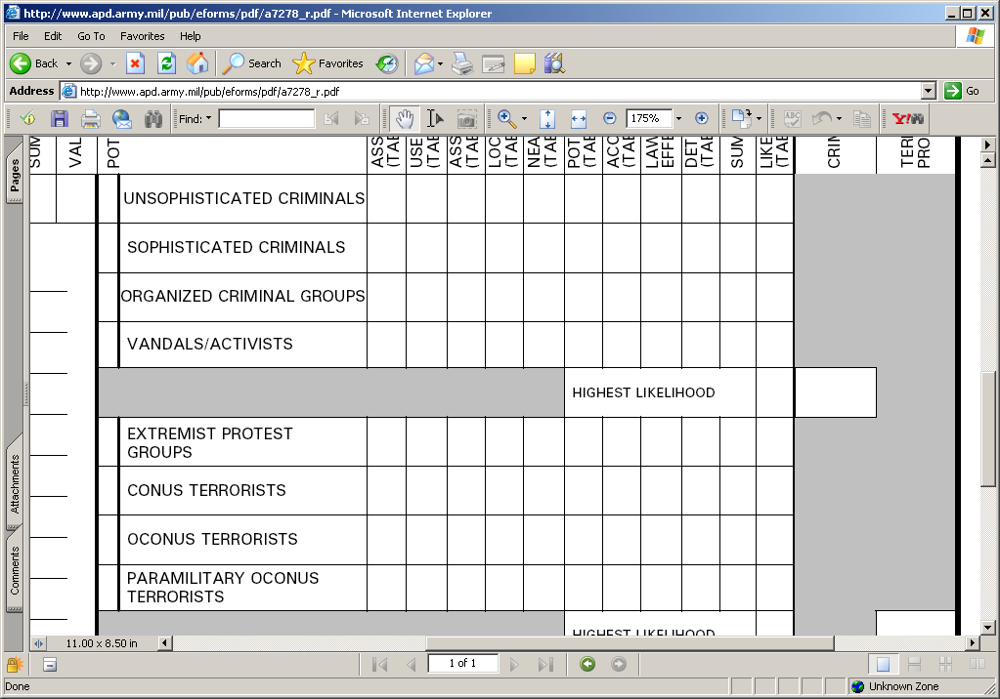 http://www.apd.army.mil/pub/eforms/pdf/a7278_r.pdf - Microsoft Internet Explorer
File Edit Go To Favorites Help
Back Search Favorites
Address http://www.apd.army.mil/pub/eforms/pdf/a7278_r.pdf Go
Find: 175% Y!
Pages
Attachments
Comments
SUM
VAL
POT
ASS
(TAB
USE
(TAB
ASS
(TAB
LOC
(TAB
NEA
(TAB
POT
(TAB
ACC
(TAB
LAW
EFFE
DET
(TAB
SUM
LIKE
(TAB
CRIM
TERR
PRO
UNSOPHISTICATED CRIMINALS
SOPHISTICATED CRIMINALS
ORGANIZED CRIMINAL GROUPS
VANDALS/ACTIVISTS
HIGHEST LIKELIHOOD
EXTREMIST PROTEST
GROUPS
CONUS TERRORISTS
OCONUS TERRORISTS
PARAMILITARY OCONUS
TERRORISTS
HIGHEST LIKELIHOOD
11.00 x 8.50 in
1 of 1
Done Unknown Zone